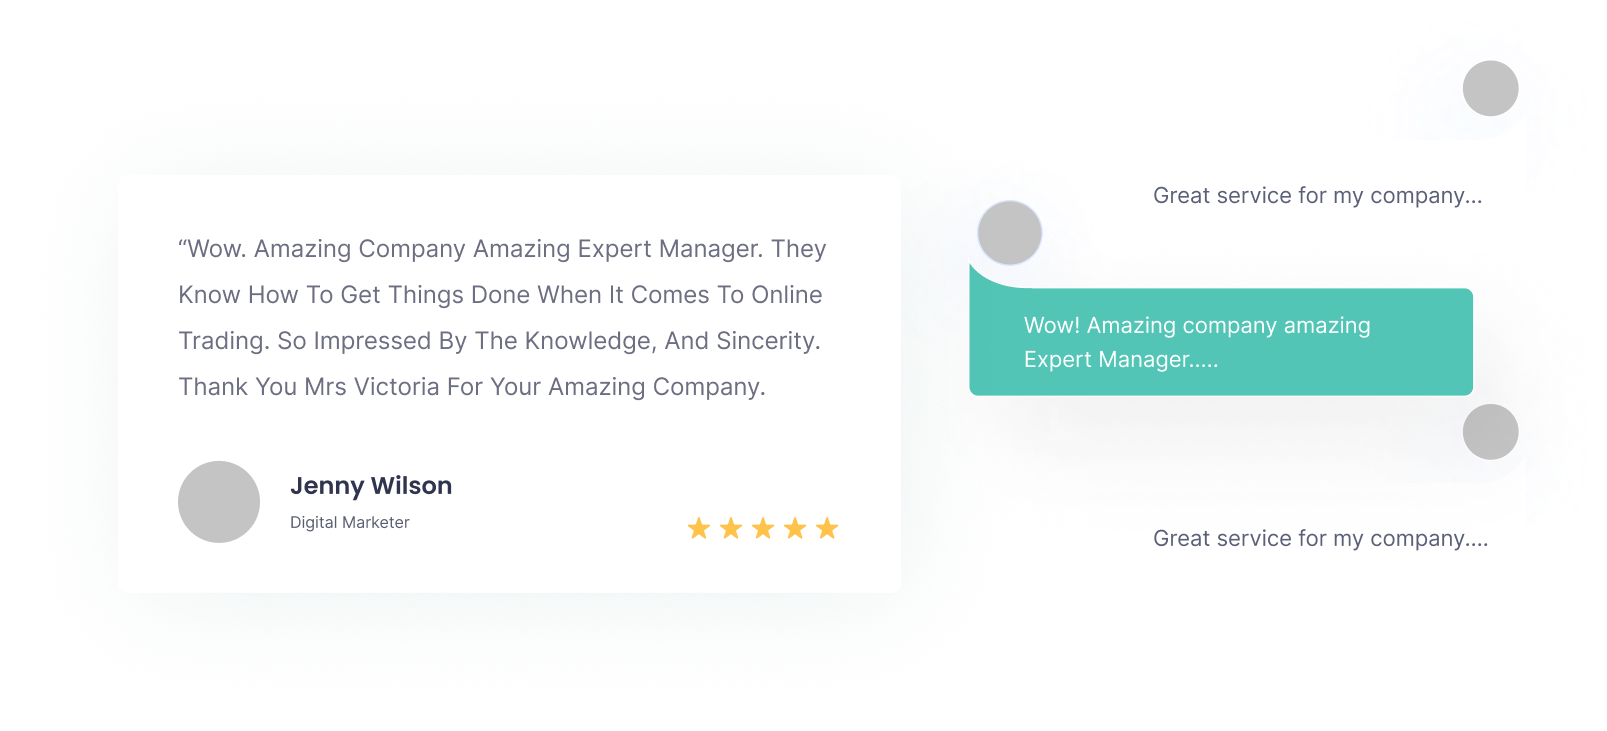 “Wow. Amazing Company Amazing Expert Manager. They
Know How To Get Things Done When It Comes To Online
Trading. So Impressed By The Knowledge, And Sincerity.
Thank You Mrs Victoria For Your Amazing Company.
Jenny Wilson
Digital Marketer
Great service for my company...
Wow! Amazing company amazing
Expert Manager.....
Great service for my company....